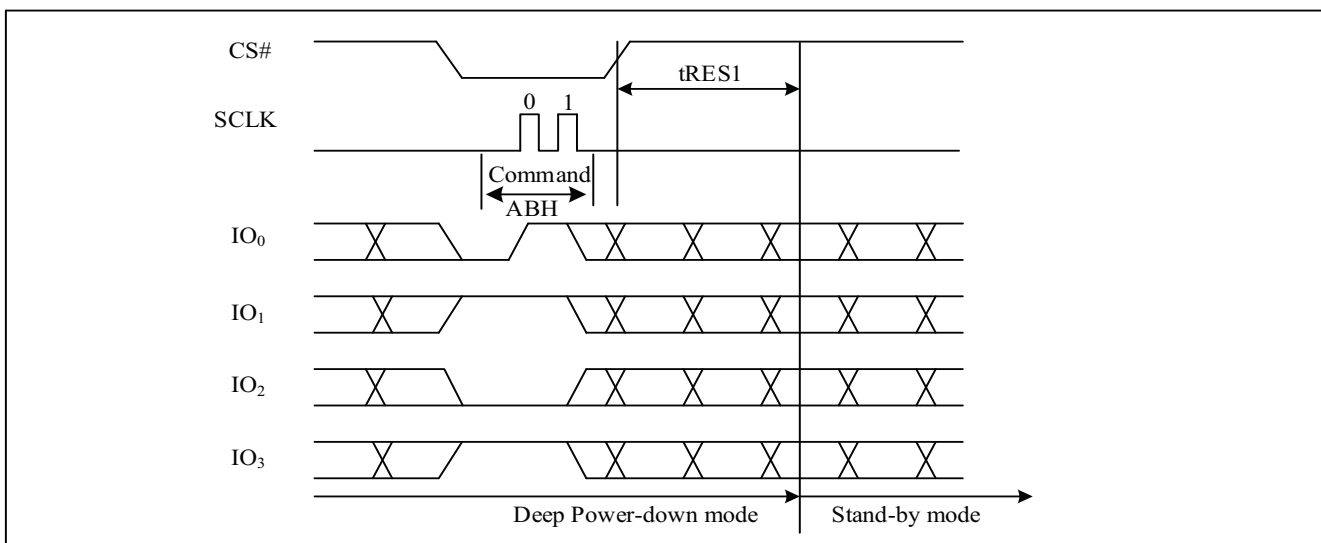 CS#
tRES1
SCLK
0 1
Command
ABH
IO₀
IO₁
IO₂
IO₃
Deep Power-down mode Stand-by mode